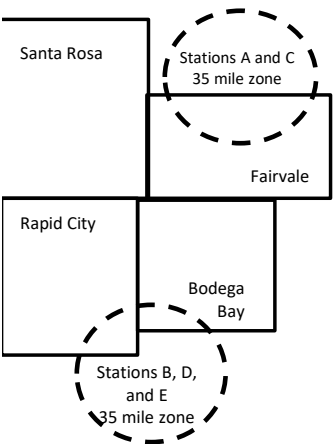 Santa Rosa
Stations A and C
35 mile zone
Fairvale
Rapid City
Bodega
Bay
Stations B, D,
and E
35 mile zone